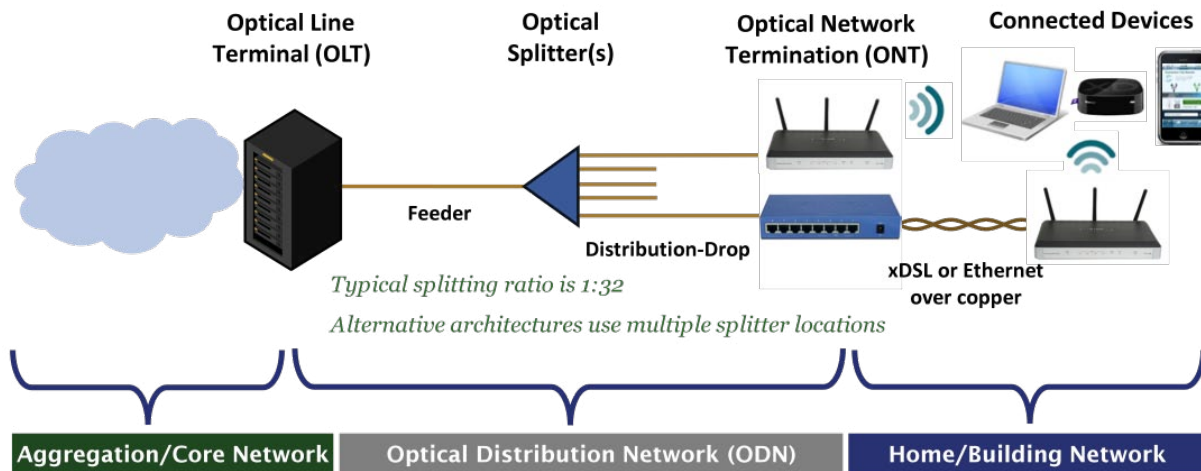 Optical Line
Terminal (OLT)
Optical
Splitter(s)
Optical Network
Termination (ONT)
Connected Devices
Feeder
Distribution-Drop
xDSL or Ethernet
over copper
Typical splitting ratio is 1:32
Alternative architectures use multiple splitter locations
Aggregation/Core Network
Optical Distribution Network (ODN)
Home/Building Network